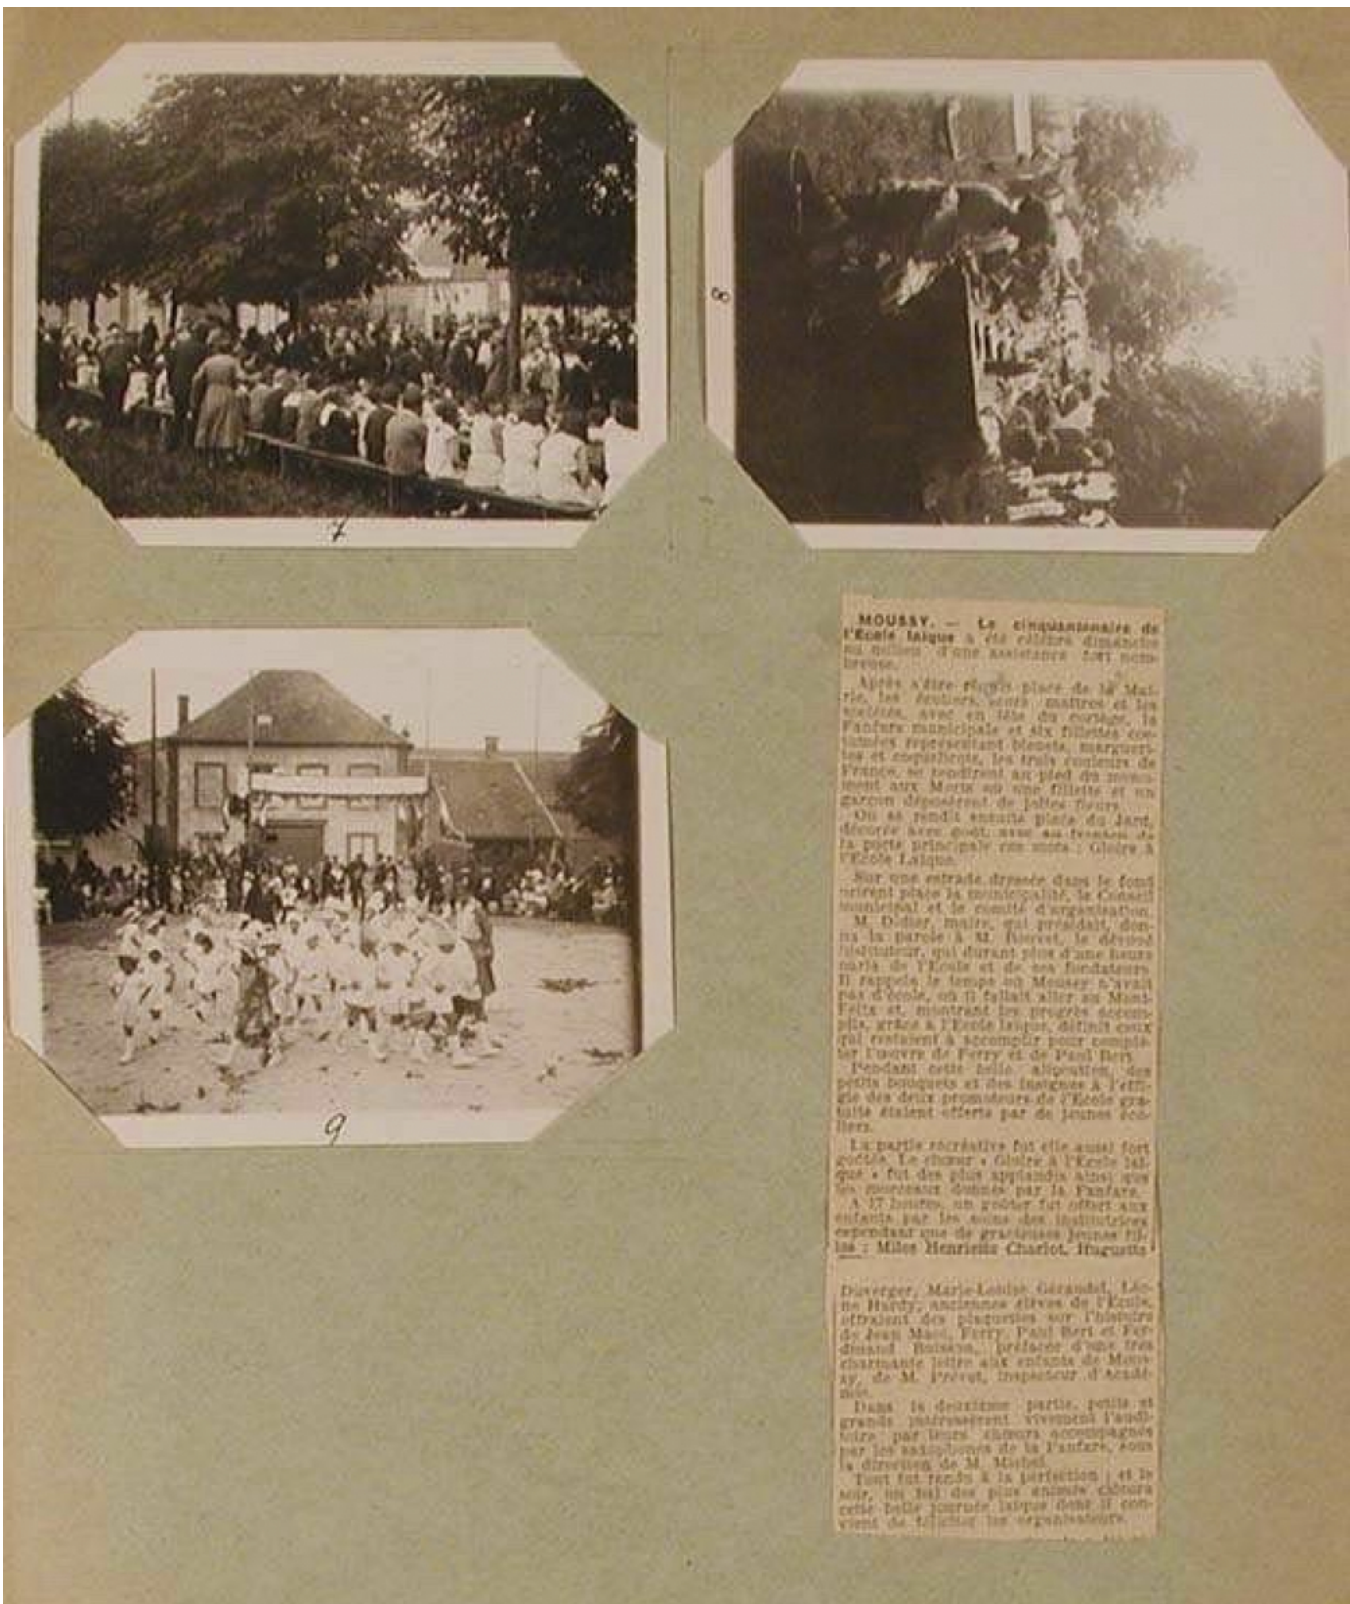 7
8
9
MOUSSY. — Le cinquantenaire de
l'École laïque a été célébré dimanche
au milieu d'une assistance fort nom-
breuse.
Après s'être réunis place de la Mai-
rie, les écoliers, leurs maîtres et les
sociétés, avec en tête du cortège, la
Fanfare municipale et six fillettes cos-
tumées représentant bleuets, margueri-
tes et coquelicots, les trois couleurs de
France, se rendirent au pied du monu-
ment aux Morts où une fillette et un
garçon déposèrent de jolies fleurs.
On se rendit ensuite place du Jard,
décorée avec goût, avec au fronton de
la porte principale ces mots : Gloire à
l'École Laïque.
Sur une estrade dressée dans le fond
prirent place la municipalité, le Conseil
municipal et le comité d'organisation.
M. Didier, maire, qui présidait, don-
na la parole à M. le dévoué
instituteur, qui durant plus d'une heure
parla de l'École et de ses fondateurs.
Il rappela le temps où Moussy n'avait
pas d'école, où il fallait aller au Mont-
Félix et, montrant les progrès accom-
plis, grâce à l'École laïque, définit ceux
qui restaient à accomplir pour complé-
ter l'œuvre de Ferry et de Paul Bert.
Pendant cette belle allocution, des
petits bouquets et des insignes à l'effi-
gie des deux promoteurs de l'École gra-
tuite étaient offerts par de jeunes éco-
liers.
La partie récréative fut elle aussi fort
goûtée. Le chœur « Gloire à l'École laï-
que » fut des plus applaudis ainsi que
les morceaux donnés par la Fanfare.
A 17 heures, un goûter fut offert aux
enfants par les soins des institutrices
cependant que de gracieuses jeunes fil-
les : Mlles Henriette Charlot, Huguette
Duverger, Marie-Louise Gérandel, Léo-
ne Hardy, anciennes élèves de l'École,
offraient des plaquettes sur l'histoire
de Jean Macé, Ferry, Paul Bert et Fer-
dinand Buisson, préfacée d'une très
charmante lettre aux enfants de Mous-
sy, de M. Prévot, inspecteur d'Acadé-
mie.
Dans la deuxième partie, petits et
grands intéressèrent vivement l'audi-
toire par leurs chœurs accompagnés
par les saxophones de la Fanfare, sous
la direction de M. Michel.
Tout fut rendu à la perfection ; et le
soir, un bal des plus animés clôtura
cette belle journée laïque dont il con-
vient de féliciter les organisateurs.